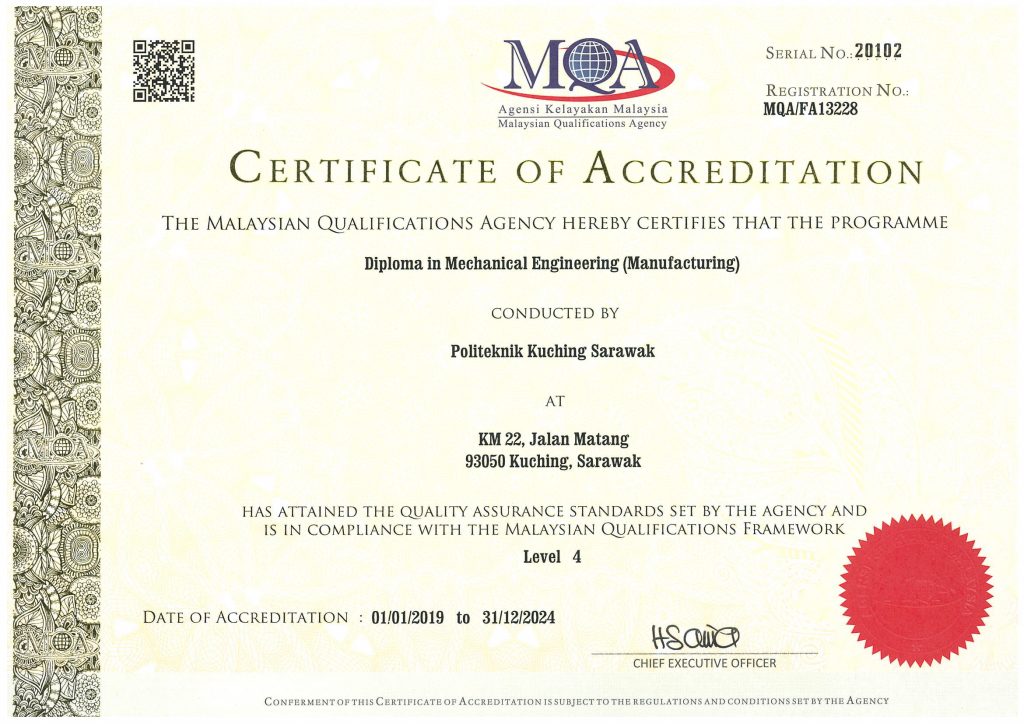 MQA
Agensi Kelayakan Malaysia
Malaysian Qualifications Agency
SERIAL NO.: 20102
REGISTRATION NO.:
MQA/FA13228
CERTIFICATE OF ACCREDITATION
THE MALAYSIAN QUALIFICATIONS AGENCY HEREBY CERTIFIES THAT THE PROGRAMME
Diploma in Mechanical Engineering (Manufacturing)
CONDUCTED BY
Politeknik Kuching Sarawak
AT
KM 22, Jalan Matang
93050 Kuching, Sarawak
HAS ATTAINED THE QUALITY ASSURANCE STANDARDS SET BY THE AGENCY AND
IS IN COMPLIANCE WITH THE MALAYSIAN QUALIFICATIONS FRAMEWORK
Level 4
DATE OF ACCREDITATION : 01/01/2019 to 31/12/2024
CHIEF EXECUTIVE OFFICER
CONFERMENT OF THIS CERTIFICATE OF ACCREDITATION IS SUBJECT TO THE REGULATIONS AND CONDITIONS SET BY THE AGENCY